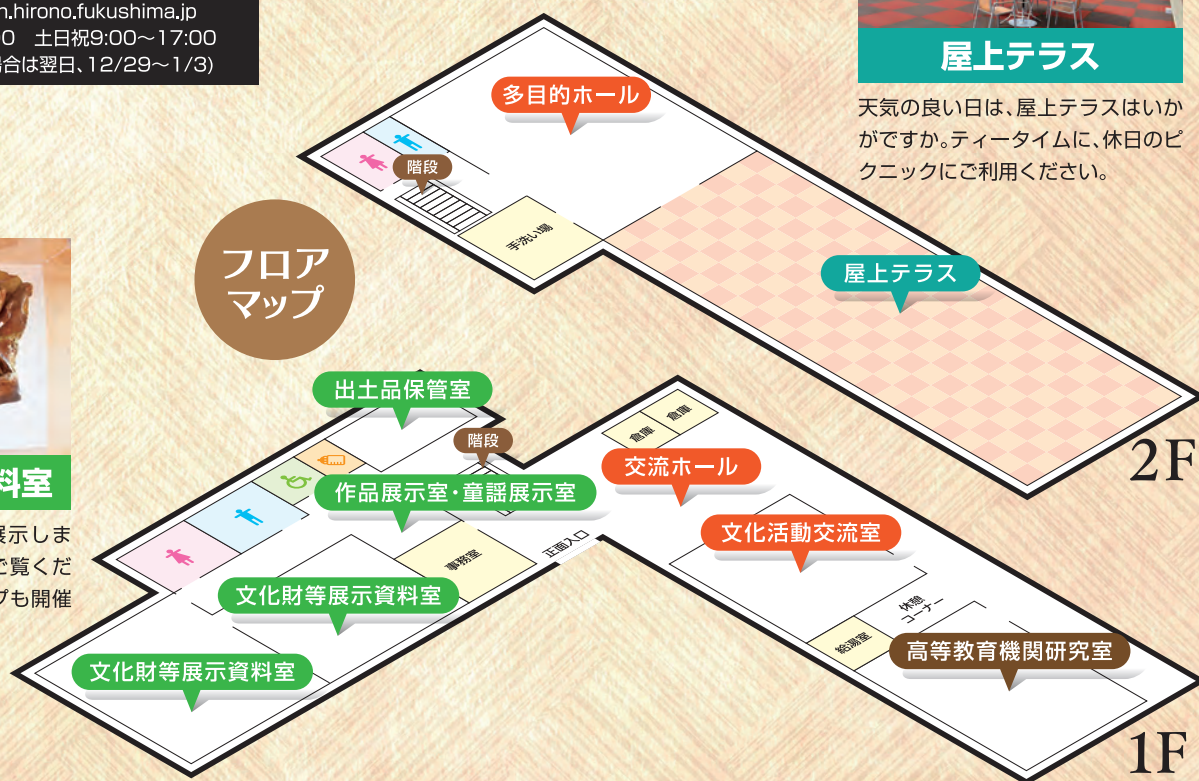 n.hirono.fukushima.jp
0　土日祝9:00〜17:00
場合は翌日、12/29〜1/3)
屋上テラス
天気の良い日は、屋上テラスはいか
がですか。ティータイムに、休日のピ
クニックにご利用ください。
多目的ホール
階段
手洗い場
屋上テラス
2F
フロア
マップ
料室
展示しま
ご覧くだ
プも開催
出土品保管室
階段
作品展示室・童謡展示室
事務室
正面入口
文化財等展示資料室
文化財等展示資料室
倉庫
倉庫
交流ホール
文化活動交流室
休憩
コーナー
給湯室
高等教育機関研究室
1F